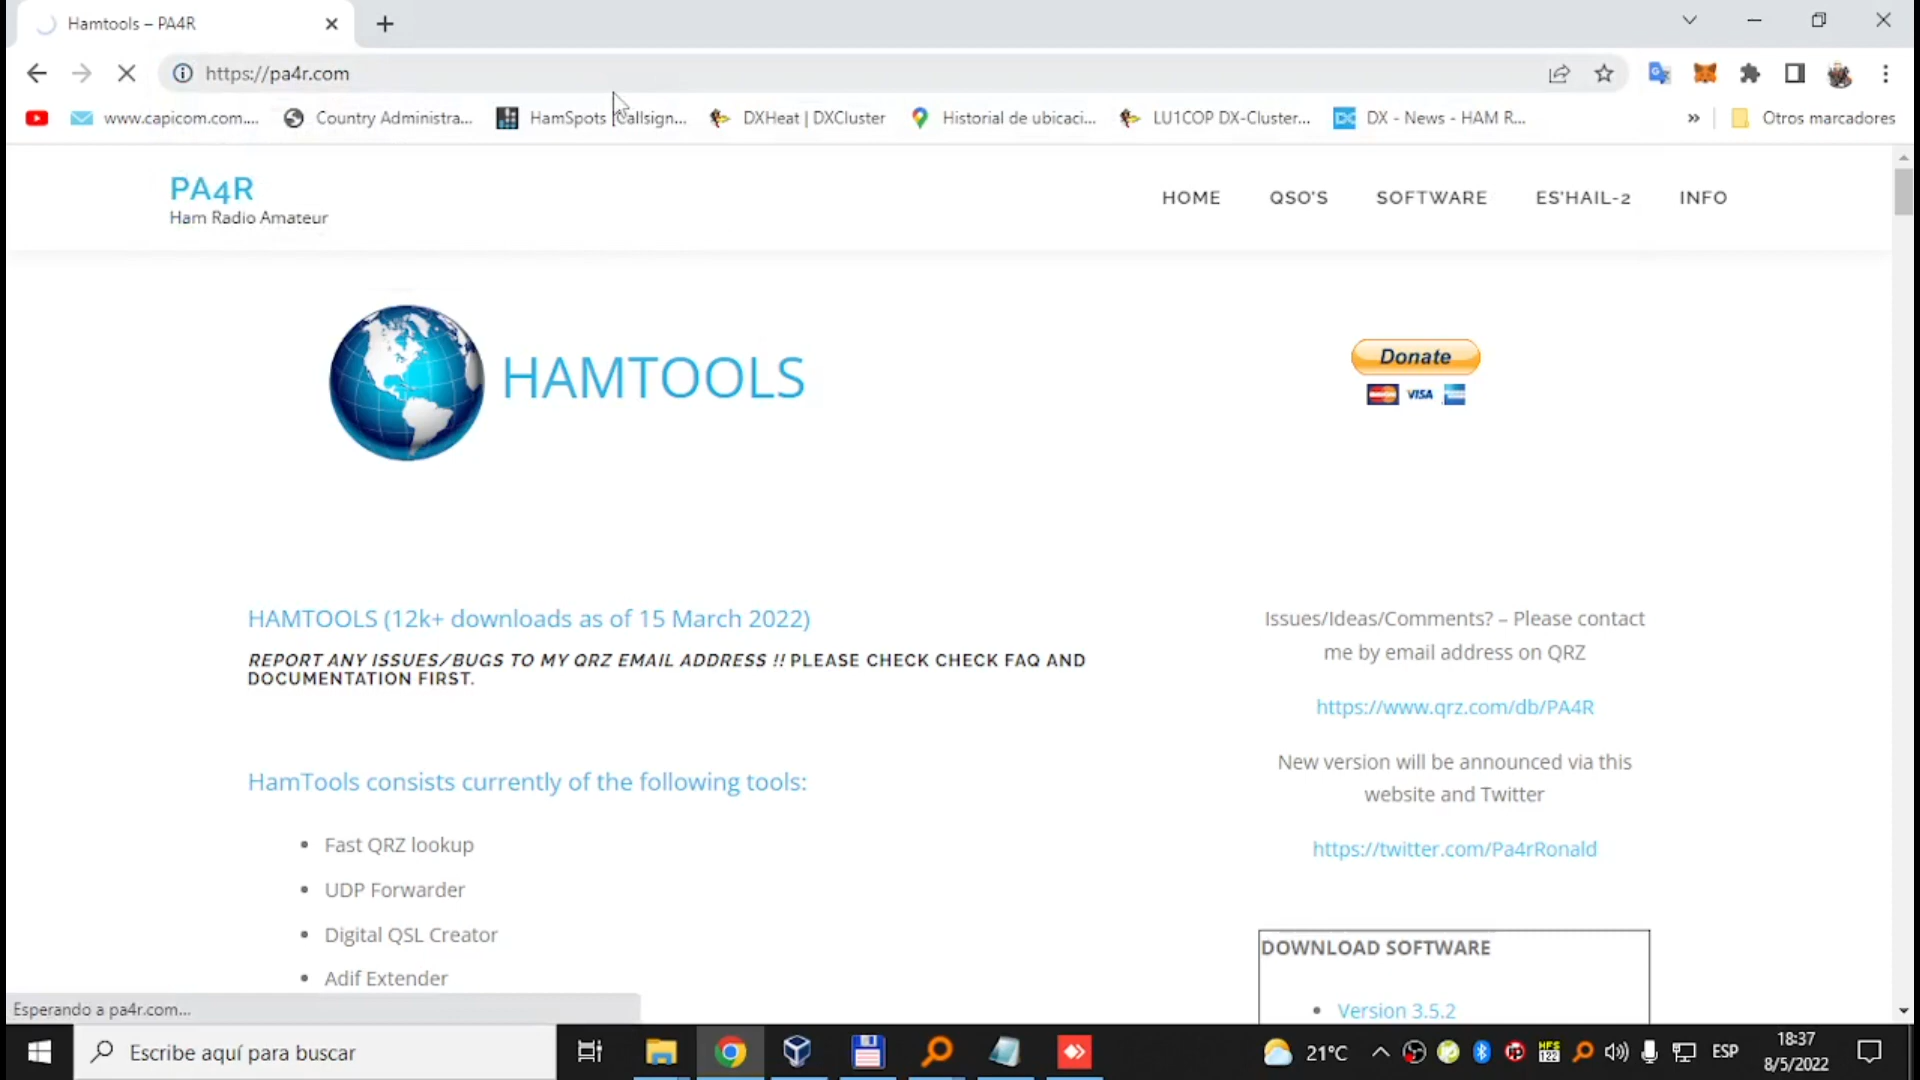 Hamtools – PA4R
https://pa4r.com
www.capicom.com....
Country Administra...
HamSpots Callsign...
DXHeat | DXCluster
Historial de ubicaci...
LU1COP DX-Cluster...
DX - News - HAM R...
»
Otros marcadores
PA4R
Ham Radio Amateur
HOME
QSO'S
SOFTWARE
ES'HAIL-2
INFO
HAMTOOLS
Donate
VISA
HAMTOOLS (12k+ downloads as of 15 March 2022)
REPORT ANY ISSUES/BUGS TO MY QRZ EMAIL ADDRESS !! PLEASE CHECK CHECK FAQ AND
DOCUMENTATION FIRST.
HamTools consists currently of the following tools:
• Fast QRZ lookup
• UDP Forwarder
• Digital QSL Creator
• Adif Extender
Issues/Ideas/Comments? – Please contact
me by email address on QRZ
https://www.qrz.com/db/PA4R
New version will be announced via this
website and Twitter
https://twitter.com/Pa4rRonald
DOWNLOAD SOFTWARE
• Version 3.5.2
Esperando a pa4r.com...
Escribe aquí para buscar
21°C
HFS
122
ESP
18:37
8/5/2022